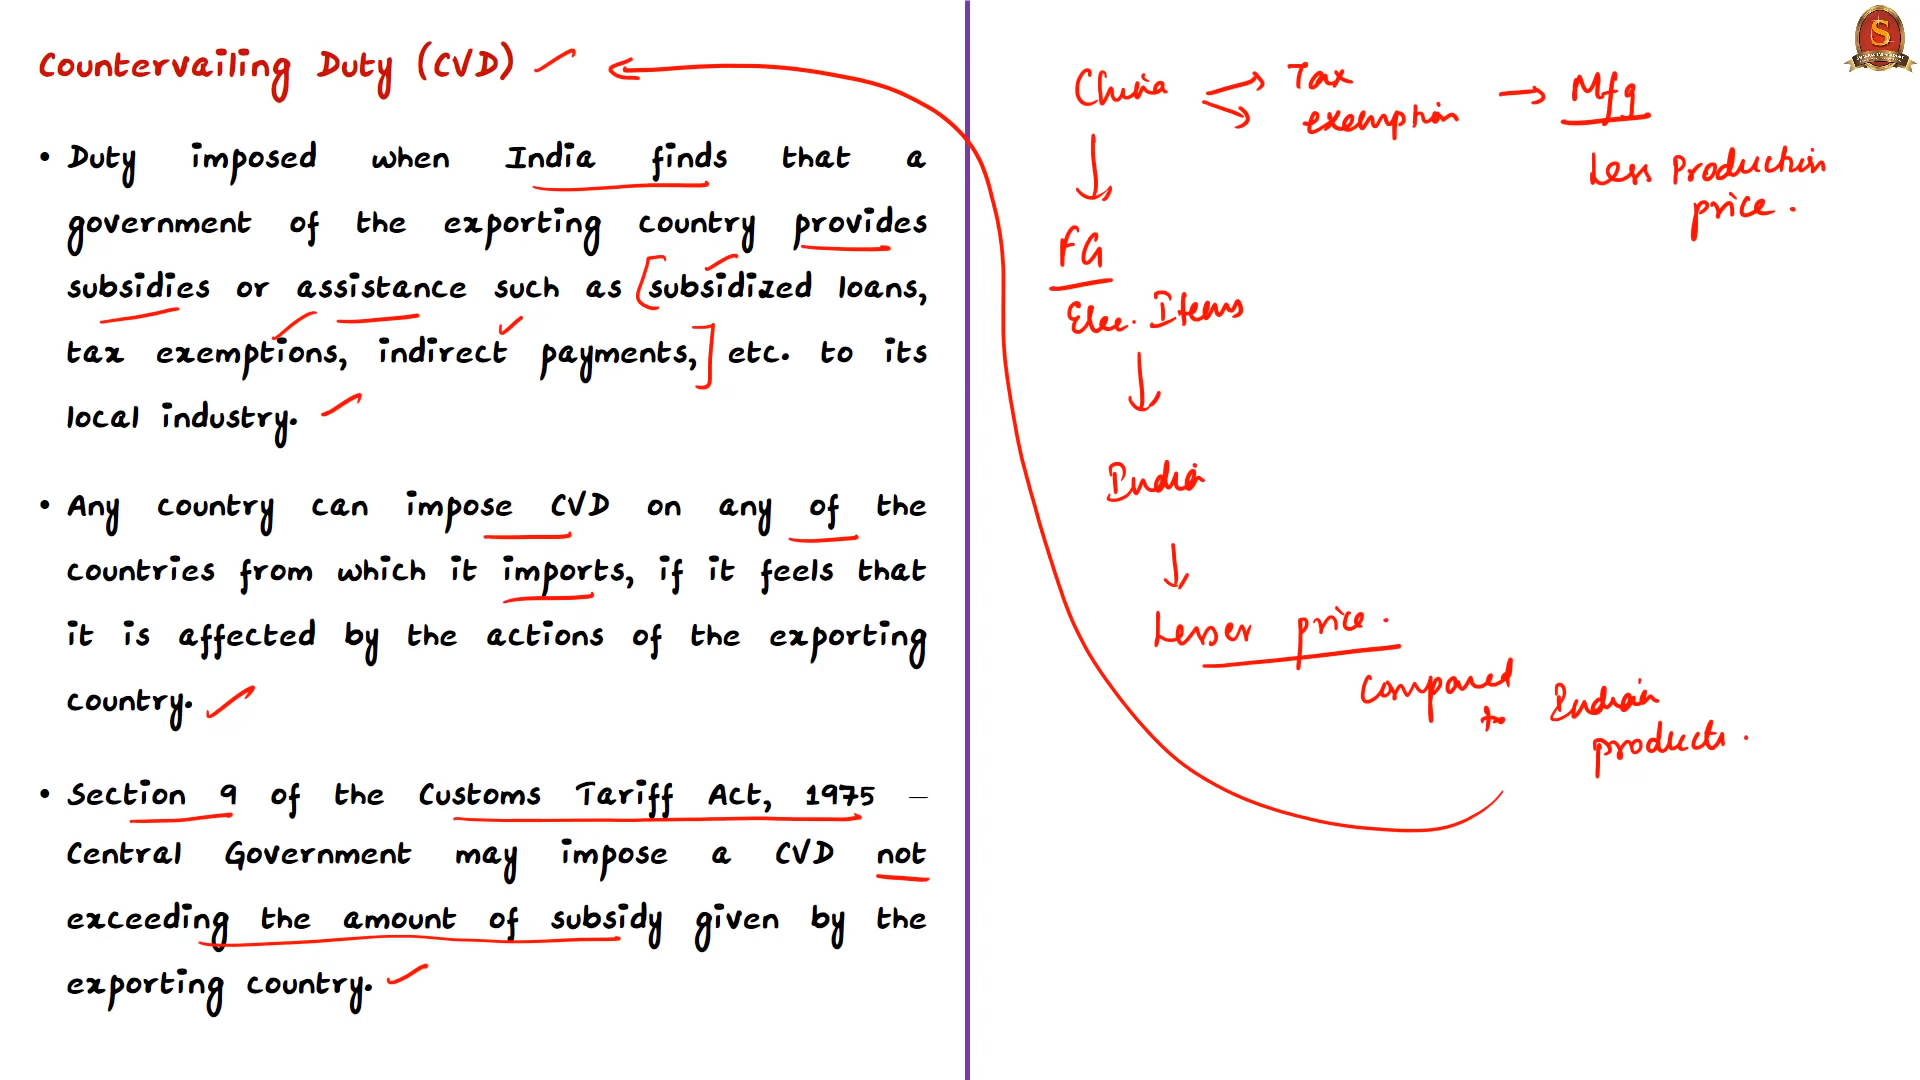 Countervailing Duty (CVD)
• Duty imposed when India finds that a
government of the exporting country provides
subsidies or assistance such as subsidized loans,
tax exemptions, indirect payments, etc. to its
local industry.
• Any country can impose CVD on any of the
countries from which it imports, if it feels that
it is affected by the actions of the exporting
country.
• Section 9 of the Customs Tariff Act, 1975 –
Central Government may impose a CVD not
exceeding the amount of subsidy given by the
exporting country.
China → Tax → Mfg
exemption
Less Production
price.
FG
Elec. Items
India
Lesser price.
Compared
to Indian
products.
S